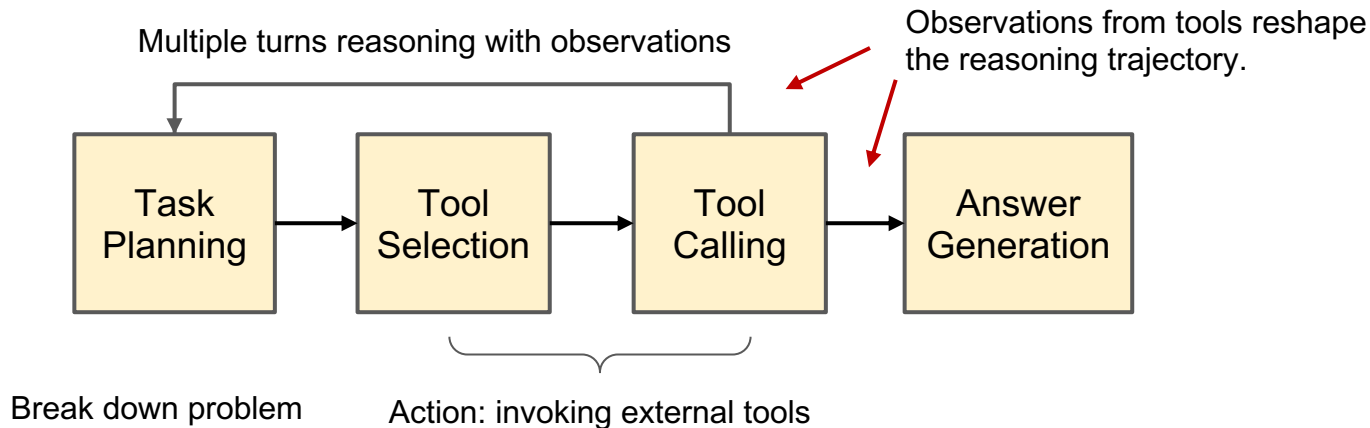 Observations from tools reshape
the reasoning trajectory.
Multiple turns reasoning with observations
Task
Planning
Tool
Selection
Tool
Calling
Answer
Generation
Break down problem
Action: invoking external tools